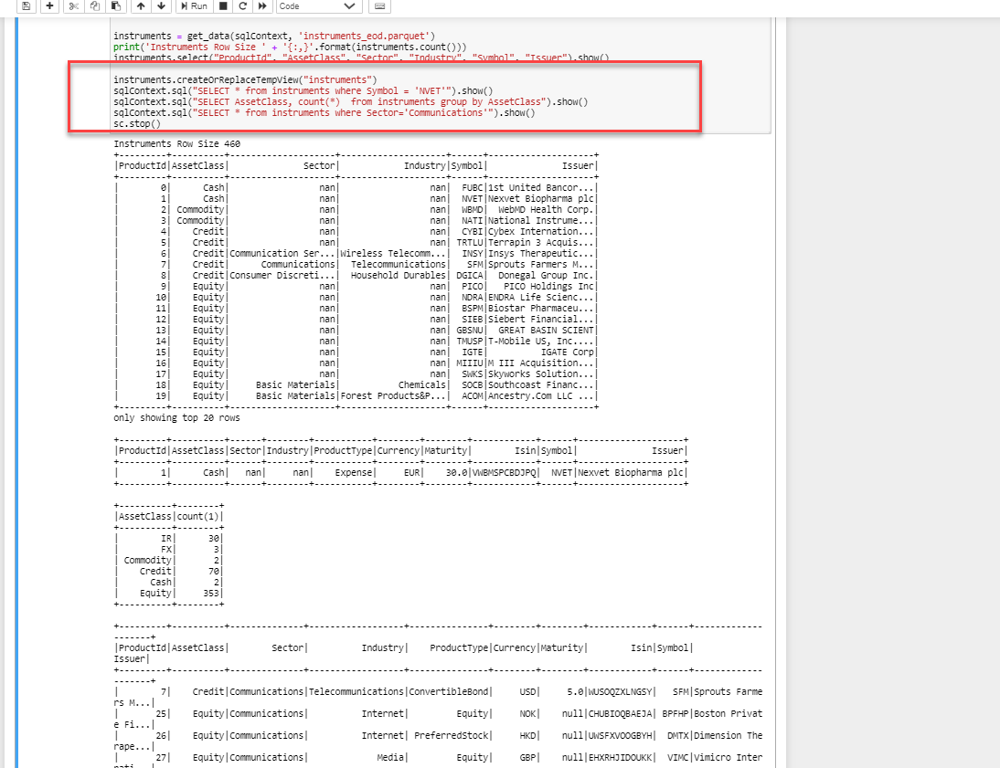 Run Code
instruments = get_data(sqlContext, 'instruments_eod.parquet')
print('Instruments Row Size ' + '{:,}'.format(instruments.count()))
instruments.select("ProductId", "AssetClass", "Sector", "Industry", "Symbol", "Issuer").show()
instruments.createOrReplaceTempView("instruments")
sqlContext.sql("SELECT * from instruments where Symbol = 'NVET'").show()
sqlContext.sql("SELECT AssetClass, count(*)  from instruments group by AssetClass").show()
sqlContext.sql("SELECT * from instruments where Sector='Communications'").show()
sc.stop()
Instruments Row Size 460
+---------+----------+--------------------+--------------------+------+--------------------+
|ProductId|AssetClass|              Sector|            Industry|Symbol|              Issuer|
+---------+----------+--------------------+--------------------+------+--------------------+
|        0|      Cash|                 nan|                 nan|  FUBC|1st United Bancor...|
|        1|      Cash|                 nan|                 nan|  NVET|Nexvet Biopharma plc|
|        2| Commodity|                 nan|                 nan|  WBMD|  WebMD Health Corp.|
|        3| Commodity|                 nan|                 nan|  NATI|National Instrume...|
|        4|    Credit|                 nan|                 nan|  CYBI|Cybex Internation...|
|        5|    Credit|                 nan|                 nan| TRTLU|Terrapin 3 Acquis...|
|        6|    Credit|Communication Ser...|Wireless Telecomm...|  INSY|Insys Therapeutic...|
|        7|    Credit|      Communications|  Telecommunications|   SFM|Sprouts Farmers M...|
|        8|    Credit|Consumer Discreti...|  Household Durables| DGICA|  Donegal Group Inc.|
|        9|    Equity|                 nan|                 nan|  PICO|   PICO Holdings Inc|
|       10|    Equity|                 nan|                 nan|  NDRA|ENDRA Life Scienc...|
|       11|    Equity|                 nan|                 nan|  BSPM|Biostar Pharmaceu...|
|       12|    Equity|                 nan|                 nan|  SIEB|Siebert Financial...|
|       13|    Equity|                 nan|                 nan| GBSNU|  GREAT BASIN SCIENT|
|       14|    Equity|                 nan|                 nan| TMUSP|T-Mobile US, Inc....|
|       15|    Equity|                 nan|                 nan|  IGTE|          IGATE Corp|
|       16|    Equity|                 nan|                 nan| MIIIU|M III Acquisition...|
|       17|    Equity|                 nan|                 nan|  SWKS|Skyworks Solution...|
|       18|    Equity|     Basic Materials|           Chemicals|  SOCB|Southcoast Financ...|
|       19|    Equity|     Basic Materials|Forest Products&P...|  ACOM|Ancestry.Com LLC ...|
+---------+----------+--------------------+--------------------+------+--------------------+
only showing top 20 rows
+---------+----------+------+--------+-----------+--------+--------+------------+------+--------------------+
|ProductId|AssetClass|Sector|Industry|ProductType|Currency|Maturity|        Isin|Symbol|              Issuer|
+---------+----------+------+--------+-----------+--------+--------+------------+------+--------------------+
|        1|      Cash|   nan|     nan|    Expense|     EUR|    30.0|VWBMSPCBDJPQ|  NVET|Nexvet Biopharma plc|
+---------+----------+------+--------+-----------+--------+--------+------------+------+--------------------+
+----------+--------+
|AssetClass|count(1)|
+----------+--------+
|        IR|      30|
|        FX|       3|
| Commodity|       2|
|    Credit|      70|
|      Cash|       2|
|    Equity|     353|
+----------+--------+
+---------+----------+--------------+------------------+---------------+--------+--------+------------+------+-------------
-------+
|ProductId|AssetClass|        Sector|          Industry|    ProductType|Currency|Maturity|        Isin|Symbol|
Issuer|
+---------+----------+--------------+------------------+---------------+--------+--------+------------+------+-------------
-------+
|        7|    Credit|Communications|Telecommunications|ConvertibleBond|     USD|     5.0|WUSOQZXLNGSY|   SFM|Sprouts Farme
rs M...|
|       25|    Equity|Communications|          Internet|         Equity|     NOK|    null|CHUBIOQBAEJA| BPFHP|Boston Privat
e Fi...|
|       26|    Equity|Communications|          Internet| PreferredStock|     HKD|    null|UWSFXVOOGBYH|  DMTX|Dimension The
rape...|
|       27|    Equity|Communications|             Media|         Equity|     GBP|    null|EHXRHJIDOUKK|  VIMC|Vimicro Inter
nati...|